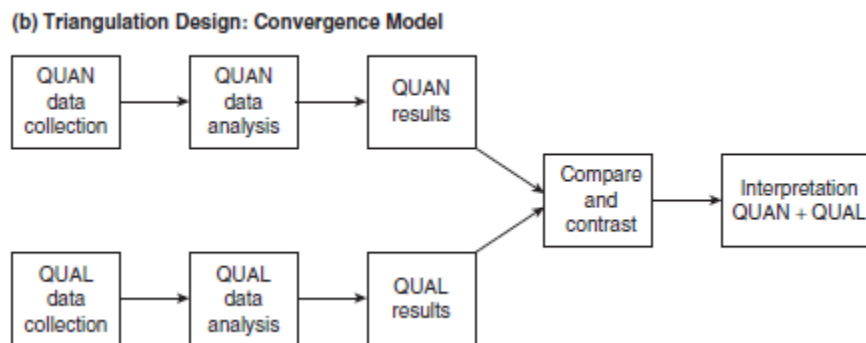 (b) Triangulation Design: Convergence Model
QUAN
data
collection
QUAN
data
analysis
QUAN
results
Compare
and
contrast
Interpretation
QUAN + QUAL
QUAL
data
collection
QUAL
data
analysis
QUAL
results